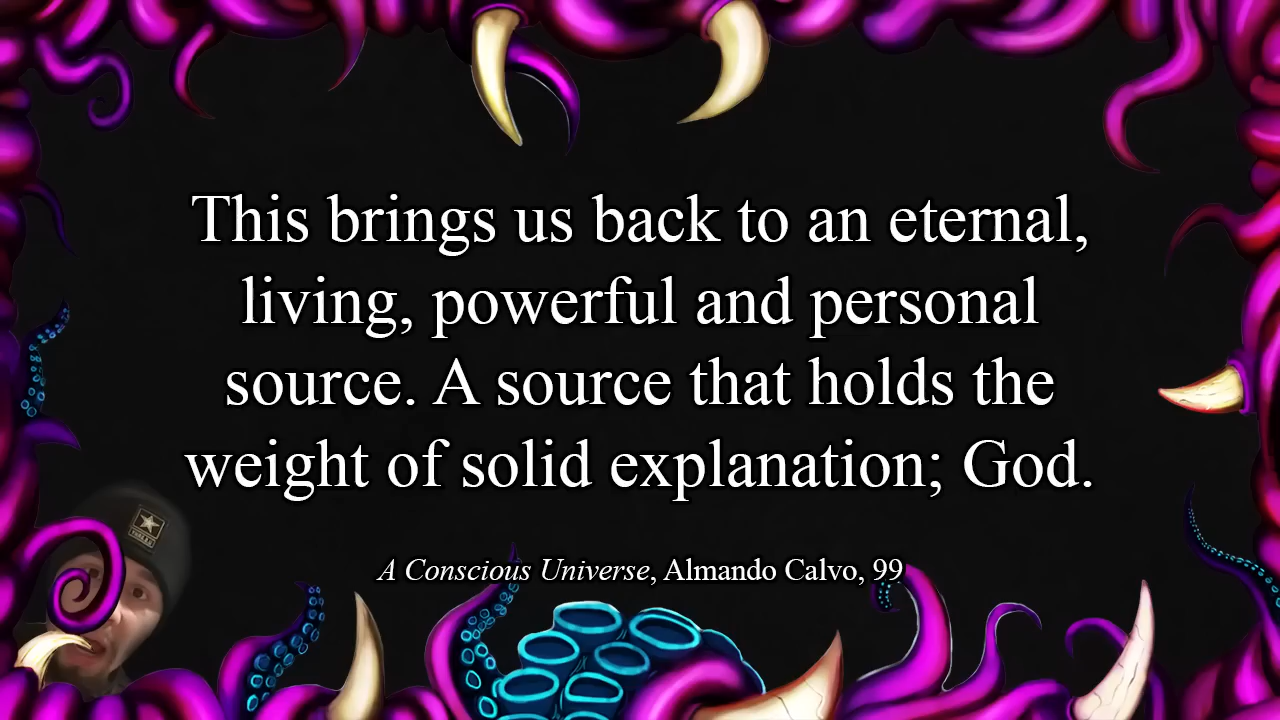 This brings us back to an eternal,
living, powerful and personal
source. A source that holds the
weight of solid explanation; God.
A Conscious Universe, Almando Calvo, 99